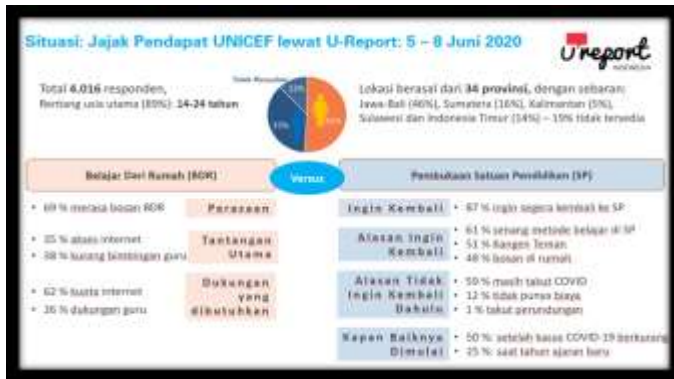 Situasi: Jajak Pendapat UNICEF lewat U-Report: 5 – 8 Juni 2020
U report
INDONESIA
Total 4.016 responden,
Rentang usia utama (89%): 14-24 tahun
Lokasi berasal dari 34 provinsi, dengan sebaran:
Jawa-Bali (46%), Sumatera (16%), Kalimantan (5%),
Sulawesi dan Indonesia Timur (14%) – 19% tidak tersedia
Belajar Dari Rumah (BDR)
Versus
Pembukaan Satuan Pendidikan (SP)
• 69 % merasa bosan BDR
Perasaan
• 35 % akses internet
• 38 % kurang bimbingan guru
Tantangan
Utama
• 62 % kuota internet
• 26 % dukungan guru
Dukungan
yang
dibutuhkan
Ingin Kembali
• 87 % ingin segera kembali ke SP
Alasan Ingin
Kembali
• 61 % senang metode belajar di SP
• 51 % Kangen Teman
• 48 % bosan di rumah
Alasan Tidak
Ingin Kembali
Dahulu
• 59 % masih takut COVID
• 12 % tidak punya biaya
• 1 % takut perundungan
Kapan Baiknya
Dimulai
• 50 % setelah kasus COVID-19 berkurang
• 25 % saat tahun ajaran baru